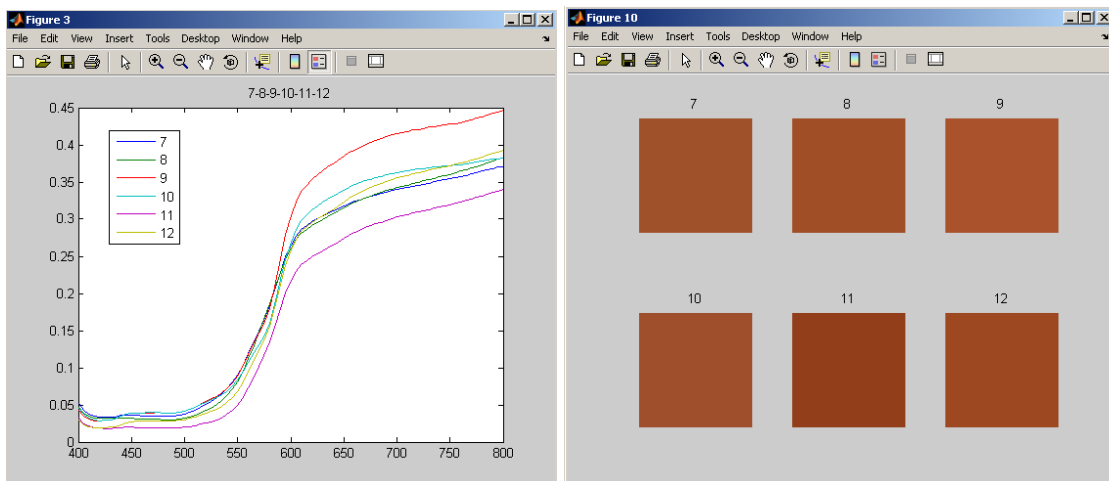 Figure 3
File Edit View Insert Tools Desktop Window Help
7-8-9-10-11-12
0.45
0.4
0.35
0.3
0.25
0.2
0.15
0.1
0.05
0
7
8
9
10
11
12
400 450 500 550 600 650 700 750 800
Figure 10
File Edit View Insert Tools Desktop Window Help
7 8 9
10 11 12